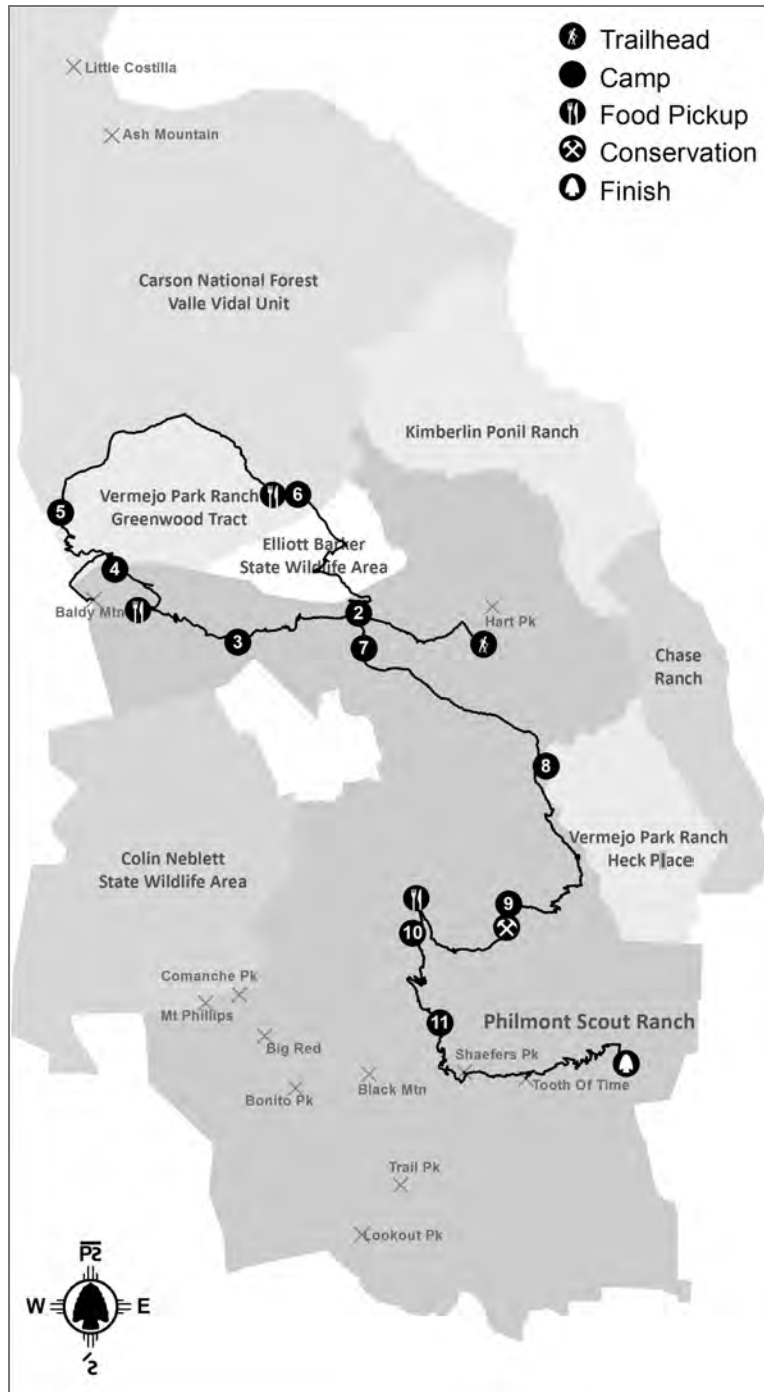 Little Costilla
Ash Mountain
Trailhead
Camp
Food Pickup
Conservation
Finish
Carson National Forest
Valle Vidal Unit
Kimberlin Ponil Ranch
Vermejo Park Ranch
Greenwood Tract
6
5
Elliott Barker
State Wildlife Area
4
Baldy Mtn
2
Hart Pk
3
7
Chase
Ranch
8
Vermejo Park Ranch
Heck Place
Colin Neblett
State Wildlife Area
9
10
Comanche Pk
Mt Phillips
11
Philmont Scout Ranch
Big Red
Shaefers Pk
Black Mtn
Tooth Of Time
Bonito Pk
Trail Pk
Lookout Pk
W
E